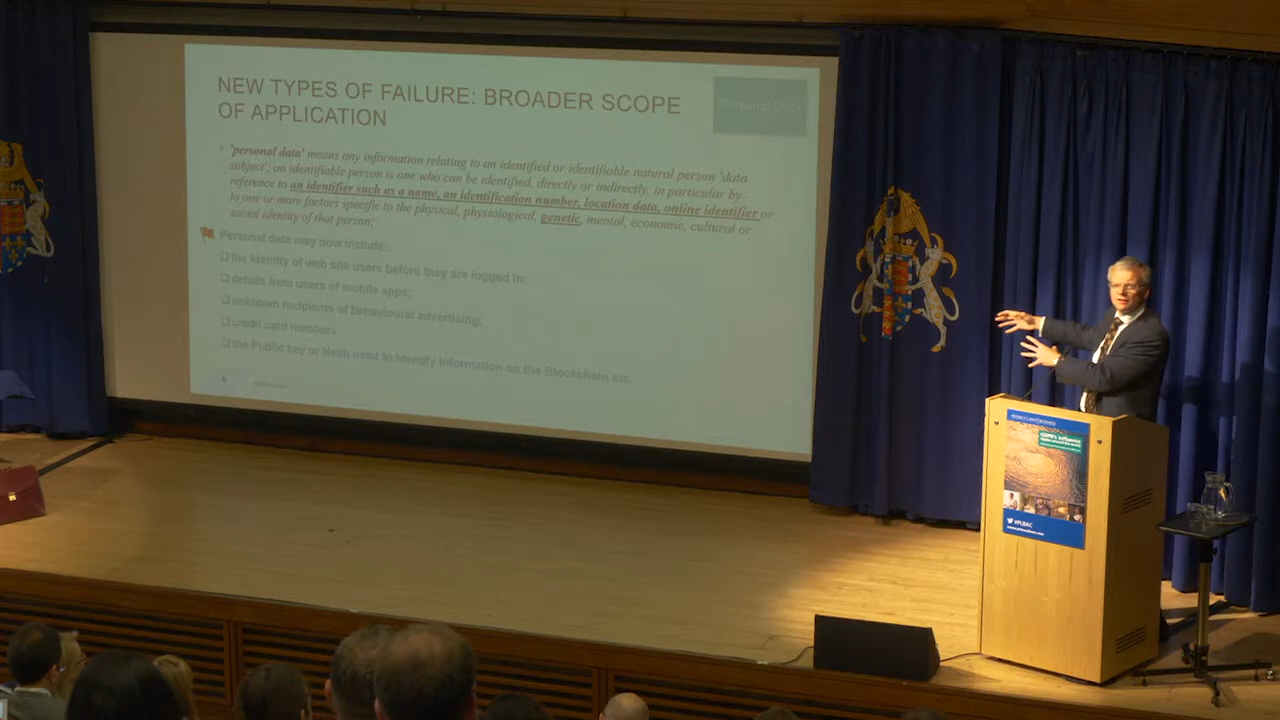 NEW TYPES OF FAILURE: BROADER SCOPE
OF APPLICATION
Personal Data
'personal data' means any information relating to an identified or identifiable natural person 'data
subject'; an identifiable person is one who can be identified, directly or indirectly, in particular by
reference to an identifier such as a name, an identification number, location data, online identifier or
to one or more factors specific to the physical, physiological, genetic, mental, economic, cultural or
social identity of that person;
Personal data may now include:
the identity of web site users before they are logged in;
details from users of mobile apps;
unknown recipients of behavioural advertising;
credit card numbers
the Public key or Hash used to identify information on the Blockchain etc.
GDPR's influence
#PLBAC